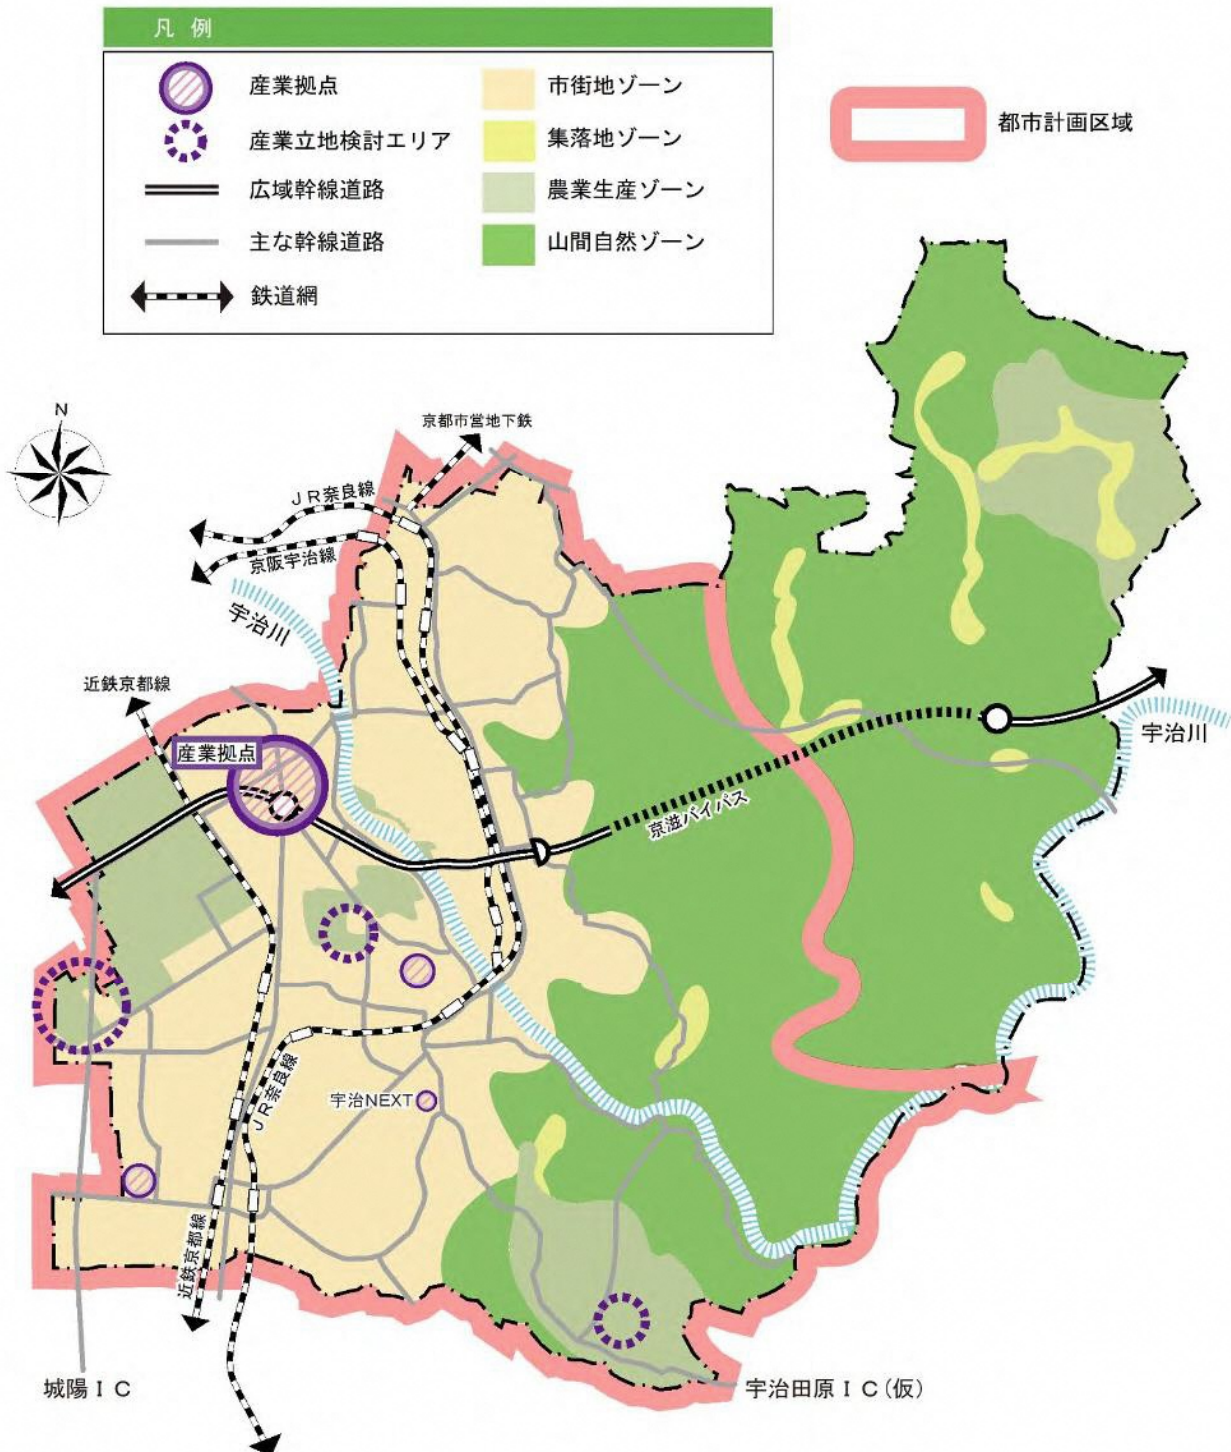 凡 例
産業拠点
産業立地検討エリア
広域幹線道路
主な幹線道路
鉄道網
市街地ゾーン
集落地ゾーン
農業生産ゾーン
山間自然ゾーン
都市計画区域
N
京都市営地下鉄
JR奈良線
京阪宇治線
宇治川
近鉄京都線
産業拠点
宇治川
京滋バイパス
宇治NEXT
JR奈良線
近鉄京都線
城陽IC
宇治田原IC(仮)